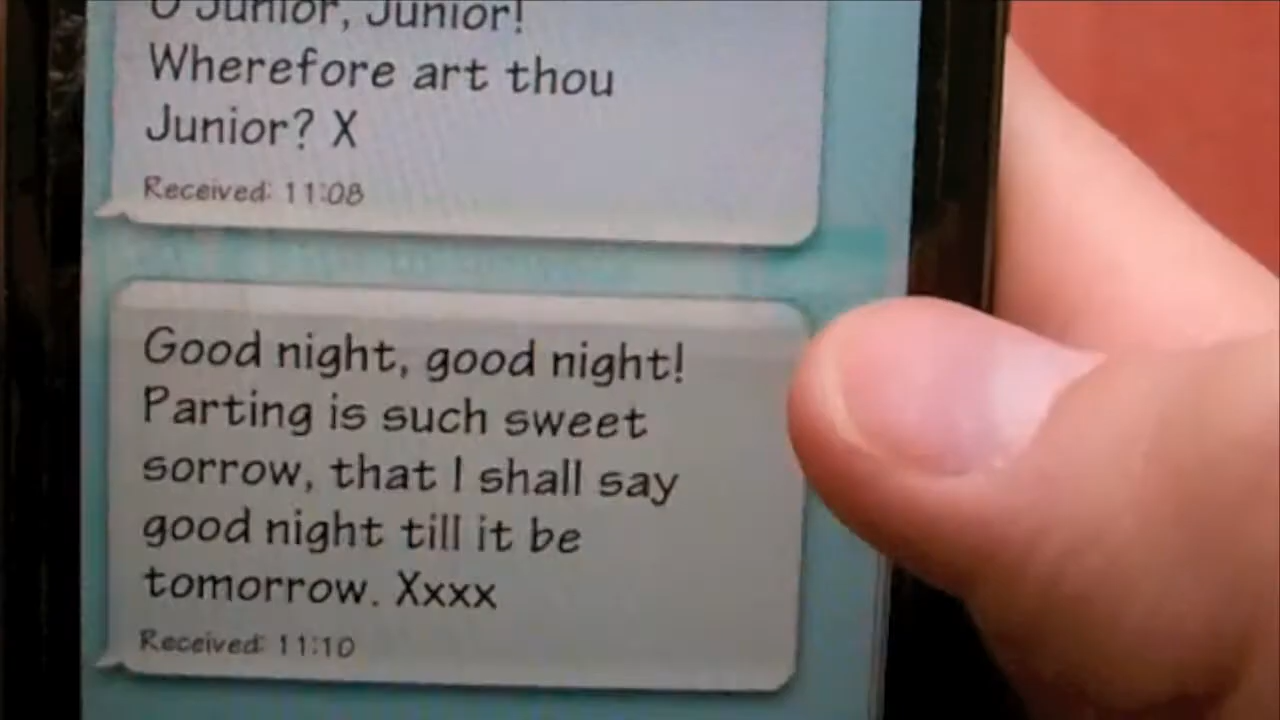 O Junior, Junior!
Wherefore art thou
Junior? X
Received: 11:08
Good night, good night!
Parting is such sweet
sorrow, that I shall say
good night till it be
tomorrow. Xxxx
Received: 11:10